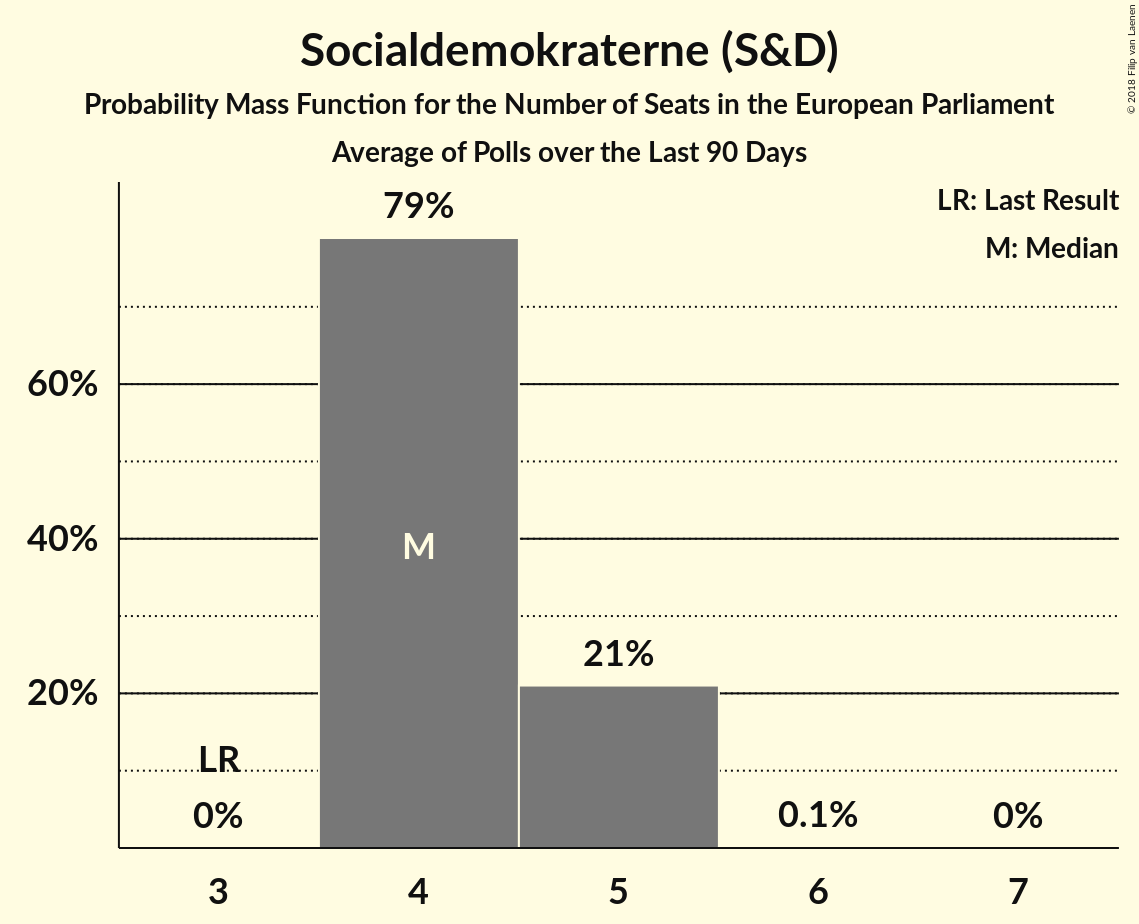 Socialdemokraterne (S&D)
Probability Mass Function for the Number of Seats in the European Parliament
Average of Polls over the Last 90 Days
© 2018 Filip van Laenen
LR: Last Result
M: Median
79%
60%
40%
M
21%
20%
LR
0%
0.1%
0%
3 4 5 6 7